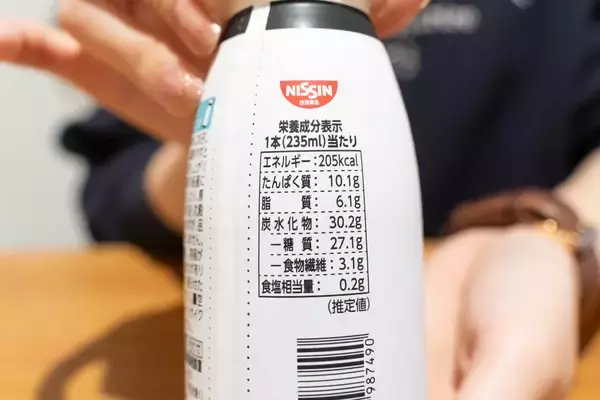 NISSIN
日清食品
栄養成分表示
1本(235ml)当たり
エネルギー:205kcal
たんぱく質: 10.1g
脂 質: 6.1g
炭水化物: 30.2g
―糖質: 27.1g
―食物繊維: 3.1g
食塩相当量: 0.2g
(推定値)
987490